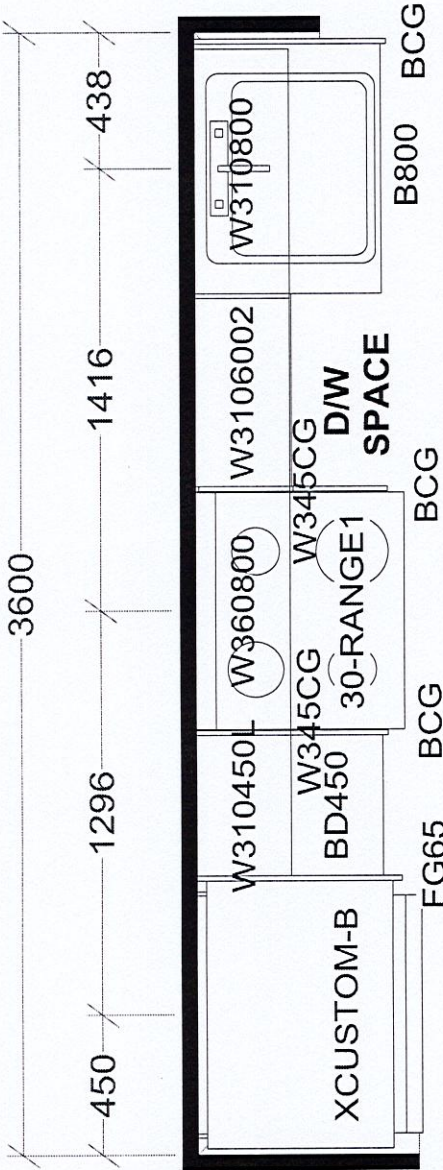 3600
450 1296 1416 438
W310450L W360800 W3106002 W310800
W345CG W345CG
XCUSTOM-B BD450 30-RANGE1 D/W
SPACE
B800
FG65 BCG BCG BCG